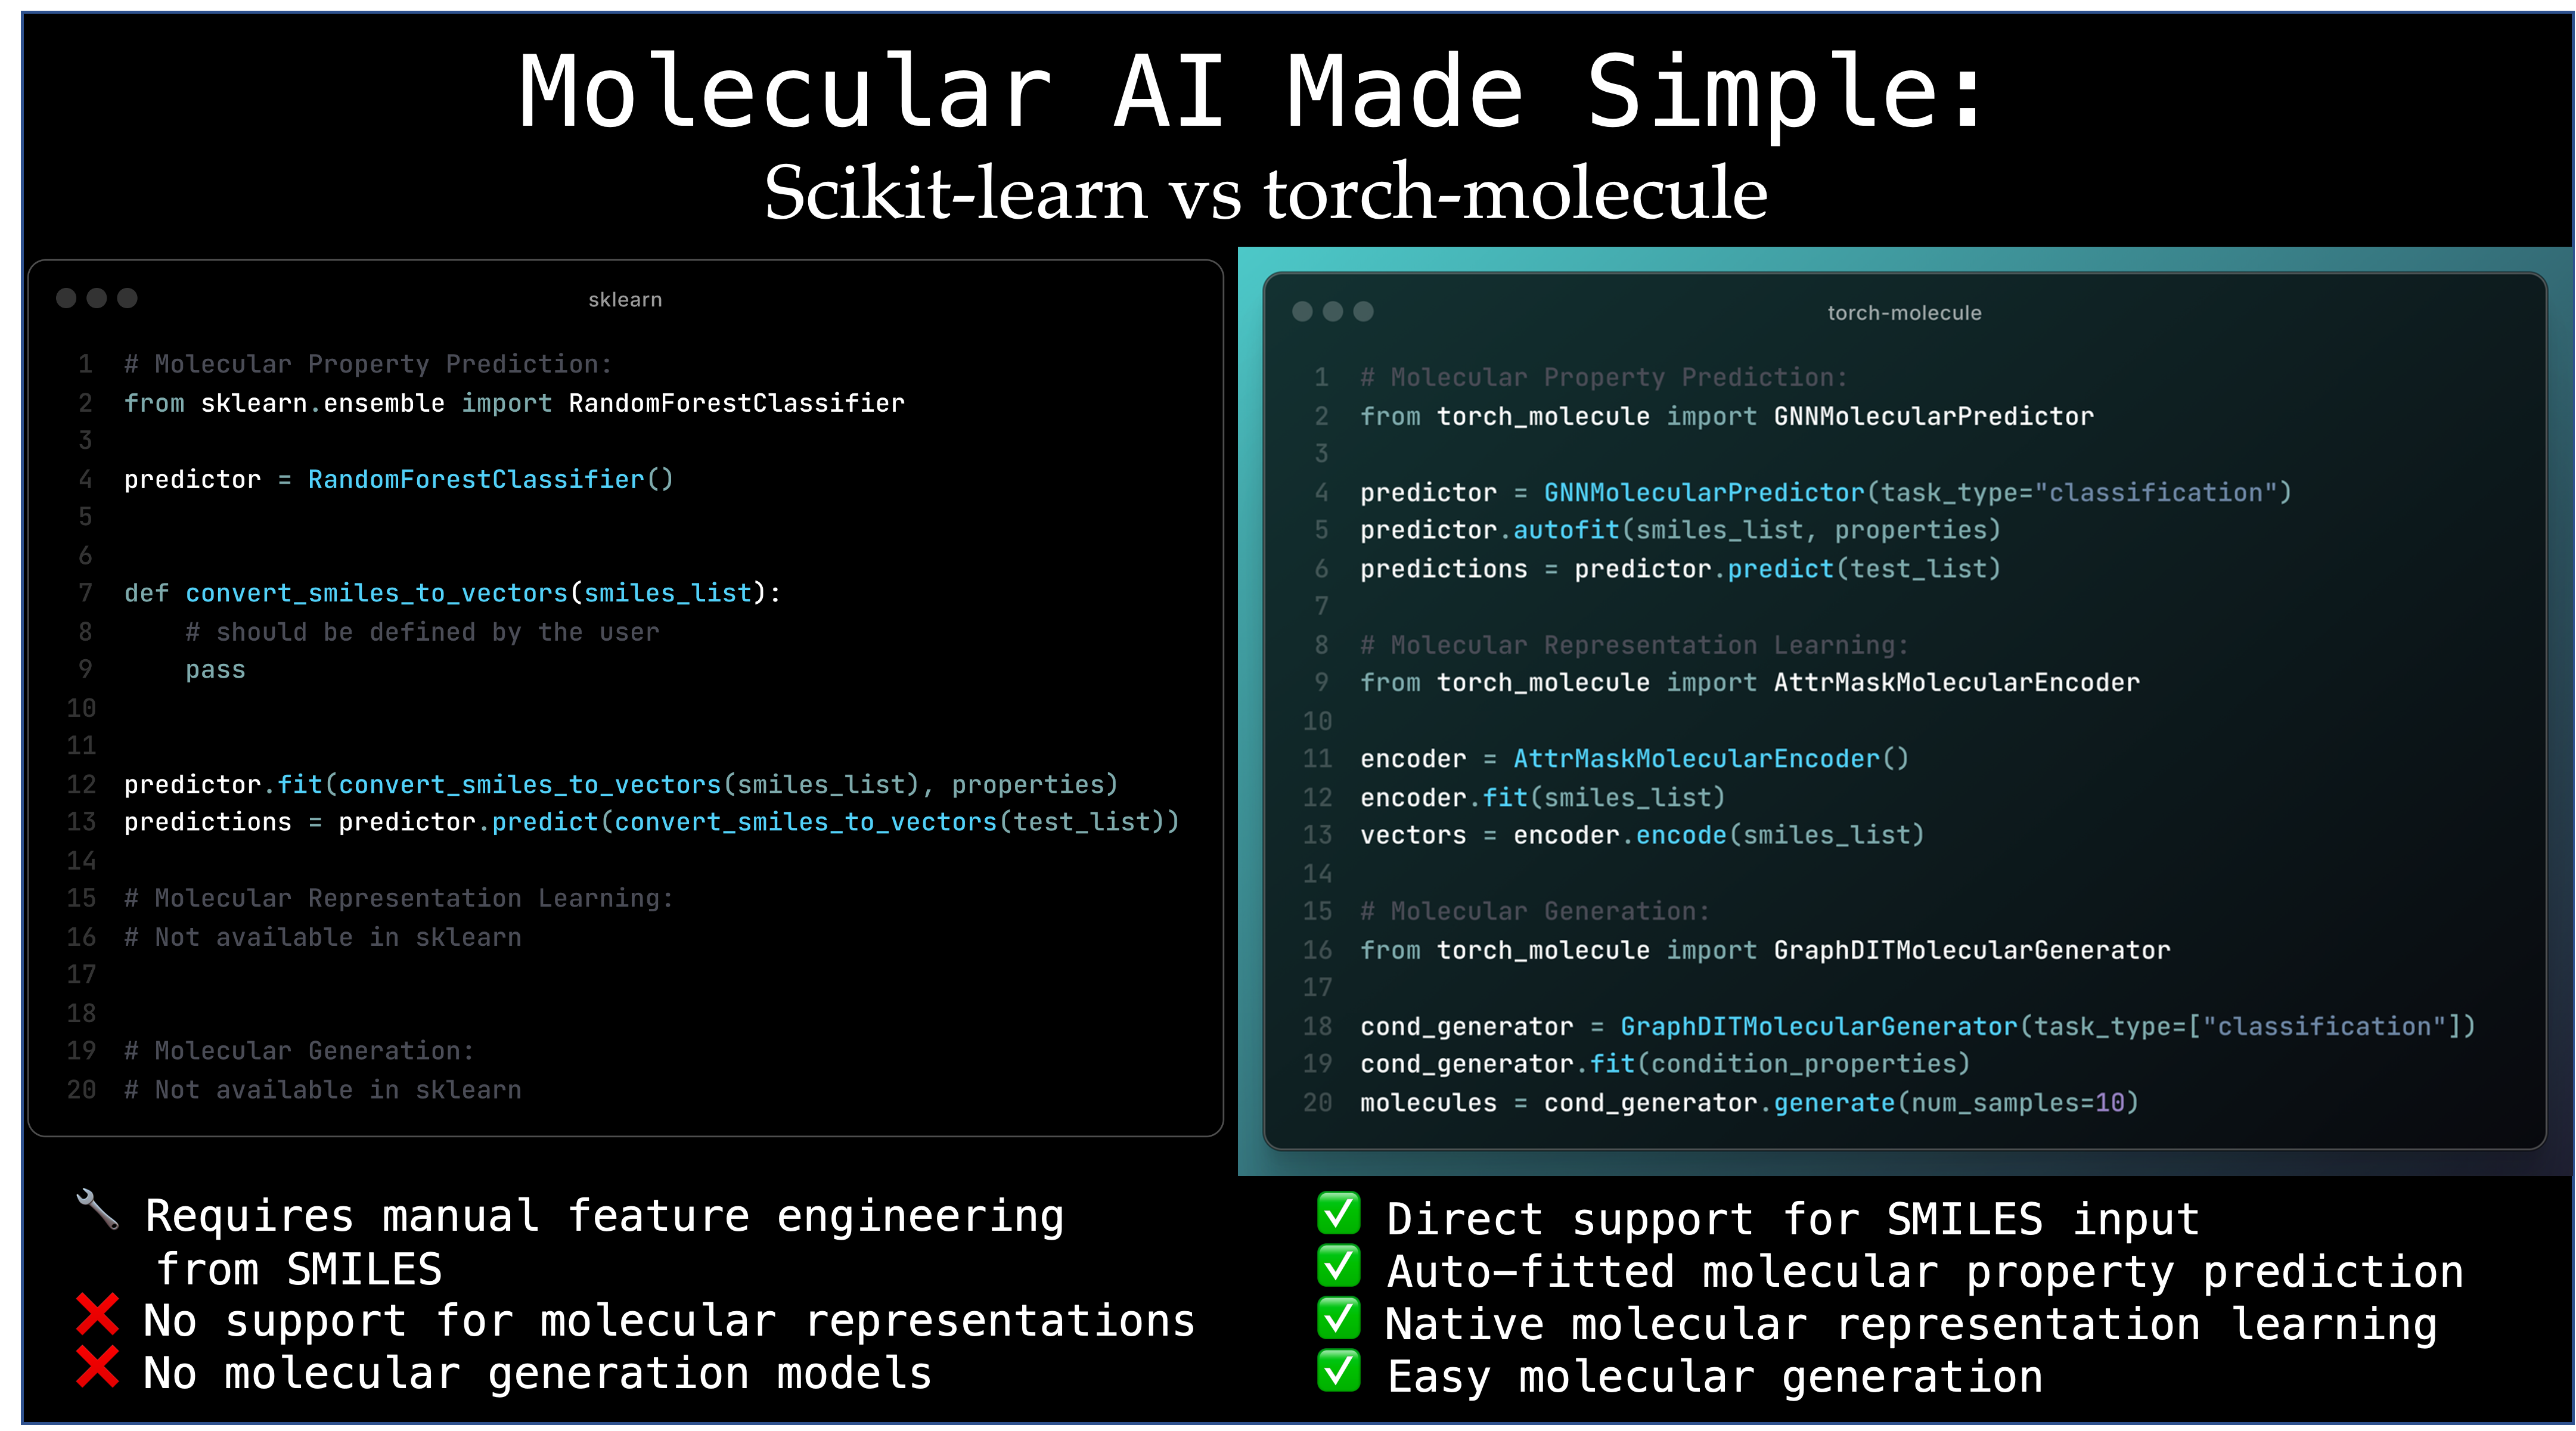 Molecular AI Made Simple:
Scikit-learn vs torch-molecule
sklearn
1 # Molecular Property Prediction:
2 from sklearn.ensemble import RandomForestClassifier
3
4 predictor = RandomForestClassifier()
5
6
7 def convert_smiles_to_vectors(smiles_list):
8     # should be defined by the user
9     pass
10
11
12 predictor.fit(convert_smiles_to_vectors(smiles_list), properties)
13 predictions = predictor.predict(convert_smiles_to_vectors(test_list))
14
15 # Molecular Representation Learning:
16 # Not available in sklearn
17
18
19 # Molecular Generation:
20 # Not available in sklearn
🔧 Requires manual feature engineering
from SMILES
❌ No support for molecular representations
❌ No molecular generation models
torch-molecule
1 # Molecular Property Prediction:
2 from torch_molecule import GNNMolecularPredictor
3
4 predictor = GNNMolecularPredictor(task_type="classification")
5 predictor.autofit(smiles_list, properties)
6 predictions = predictor.predict(test_list)
7
8 # Molecular Representation Learning:
9 from torch_molecule import AttrMaskMolecularEncoder
10
11 encoder = AttrMaskMolecularEncoder()
12 encoder.fit(smiles_list)
13 vectors = encoder.encode(smiles_list)
14
15 # Molecular Generation:
16 from torch_molecule import GraphDITMolecularGenerator
17
18 cond_generator = GraphDITMolecularGenerator(task_type=["classification"])
19 cond_generator.fit(condition_properties)
20 molecules = cond_generator.generate(num_samples=10)
✅ Direct support for SMILES input
✅ Auto-fitted molecular property prediction
✅ Native molecular representation learning
✅ Easy molecular generation